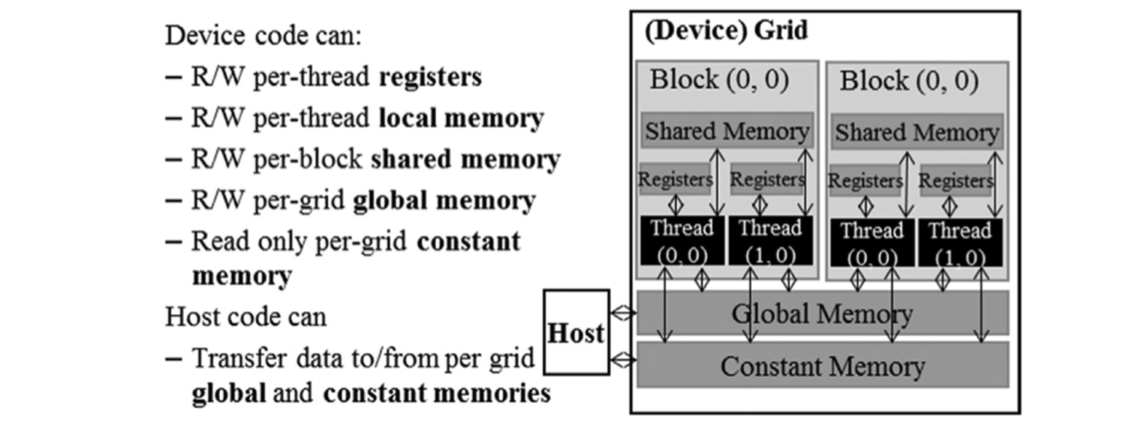 Device code can:
– R/W per-thread registers
– R/W per-thread local memory
– R/W per-block shared memory
– R/W per-grid global memory
– Read only per-grid constant
memory
Host code can
– Transfer data to/from per grid
global and constant memories
(Device) Grid
Block (0, 0)
Block (0, 0)
Shared Memory
Shared Memory
Registers
Registers
Registers
Registers
Thread
(0, 0)
Thread
(1, 0)
Thread
(0, 0)
Thread
(1, 0)
Host
Global Memory
Constant Memory